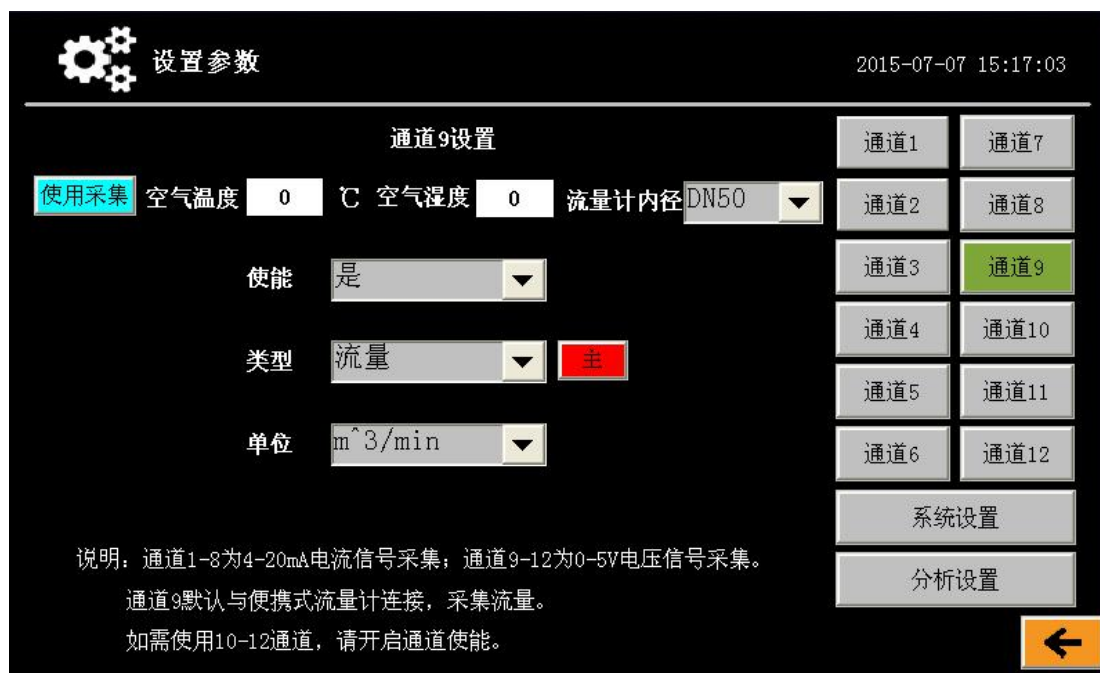 设置参数
2015-07-07 15:17:03
通道9设置
使用采集 空气温度 0 ℃ 空气湿度 0 流量计内径 DN50
使能 是
类型 流量 主
单位 m^3/min
说明：通道1-8为4-20mA电流信号采集；通道9-12为0-5V电压信号采集。
通道9默认与便携式流量计连接，采集流量。
如需使用10-12通道，请开启通道使能。
通道1 通道7
通道2 通道8
通道3 通道9
通道4 通道10
通道5 通道11
通道6 通道12
系统设置
分析设置